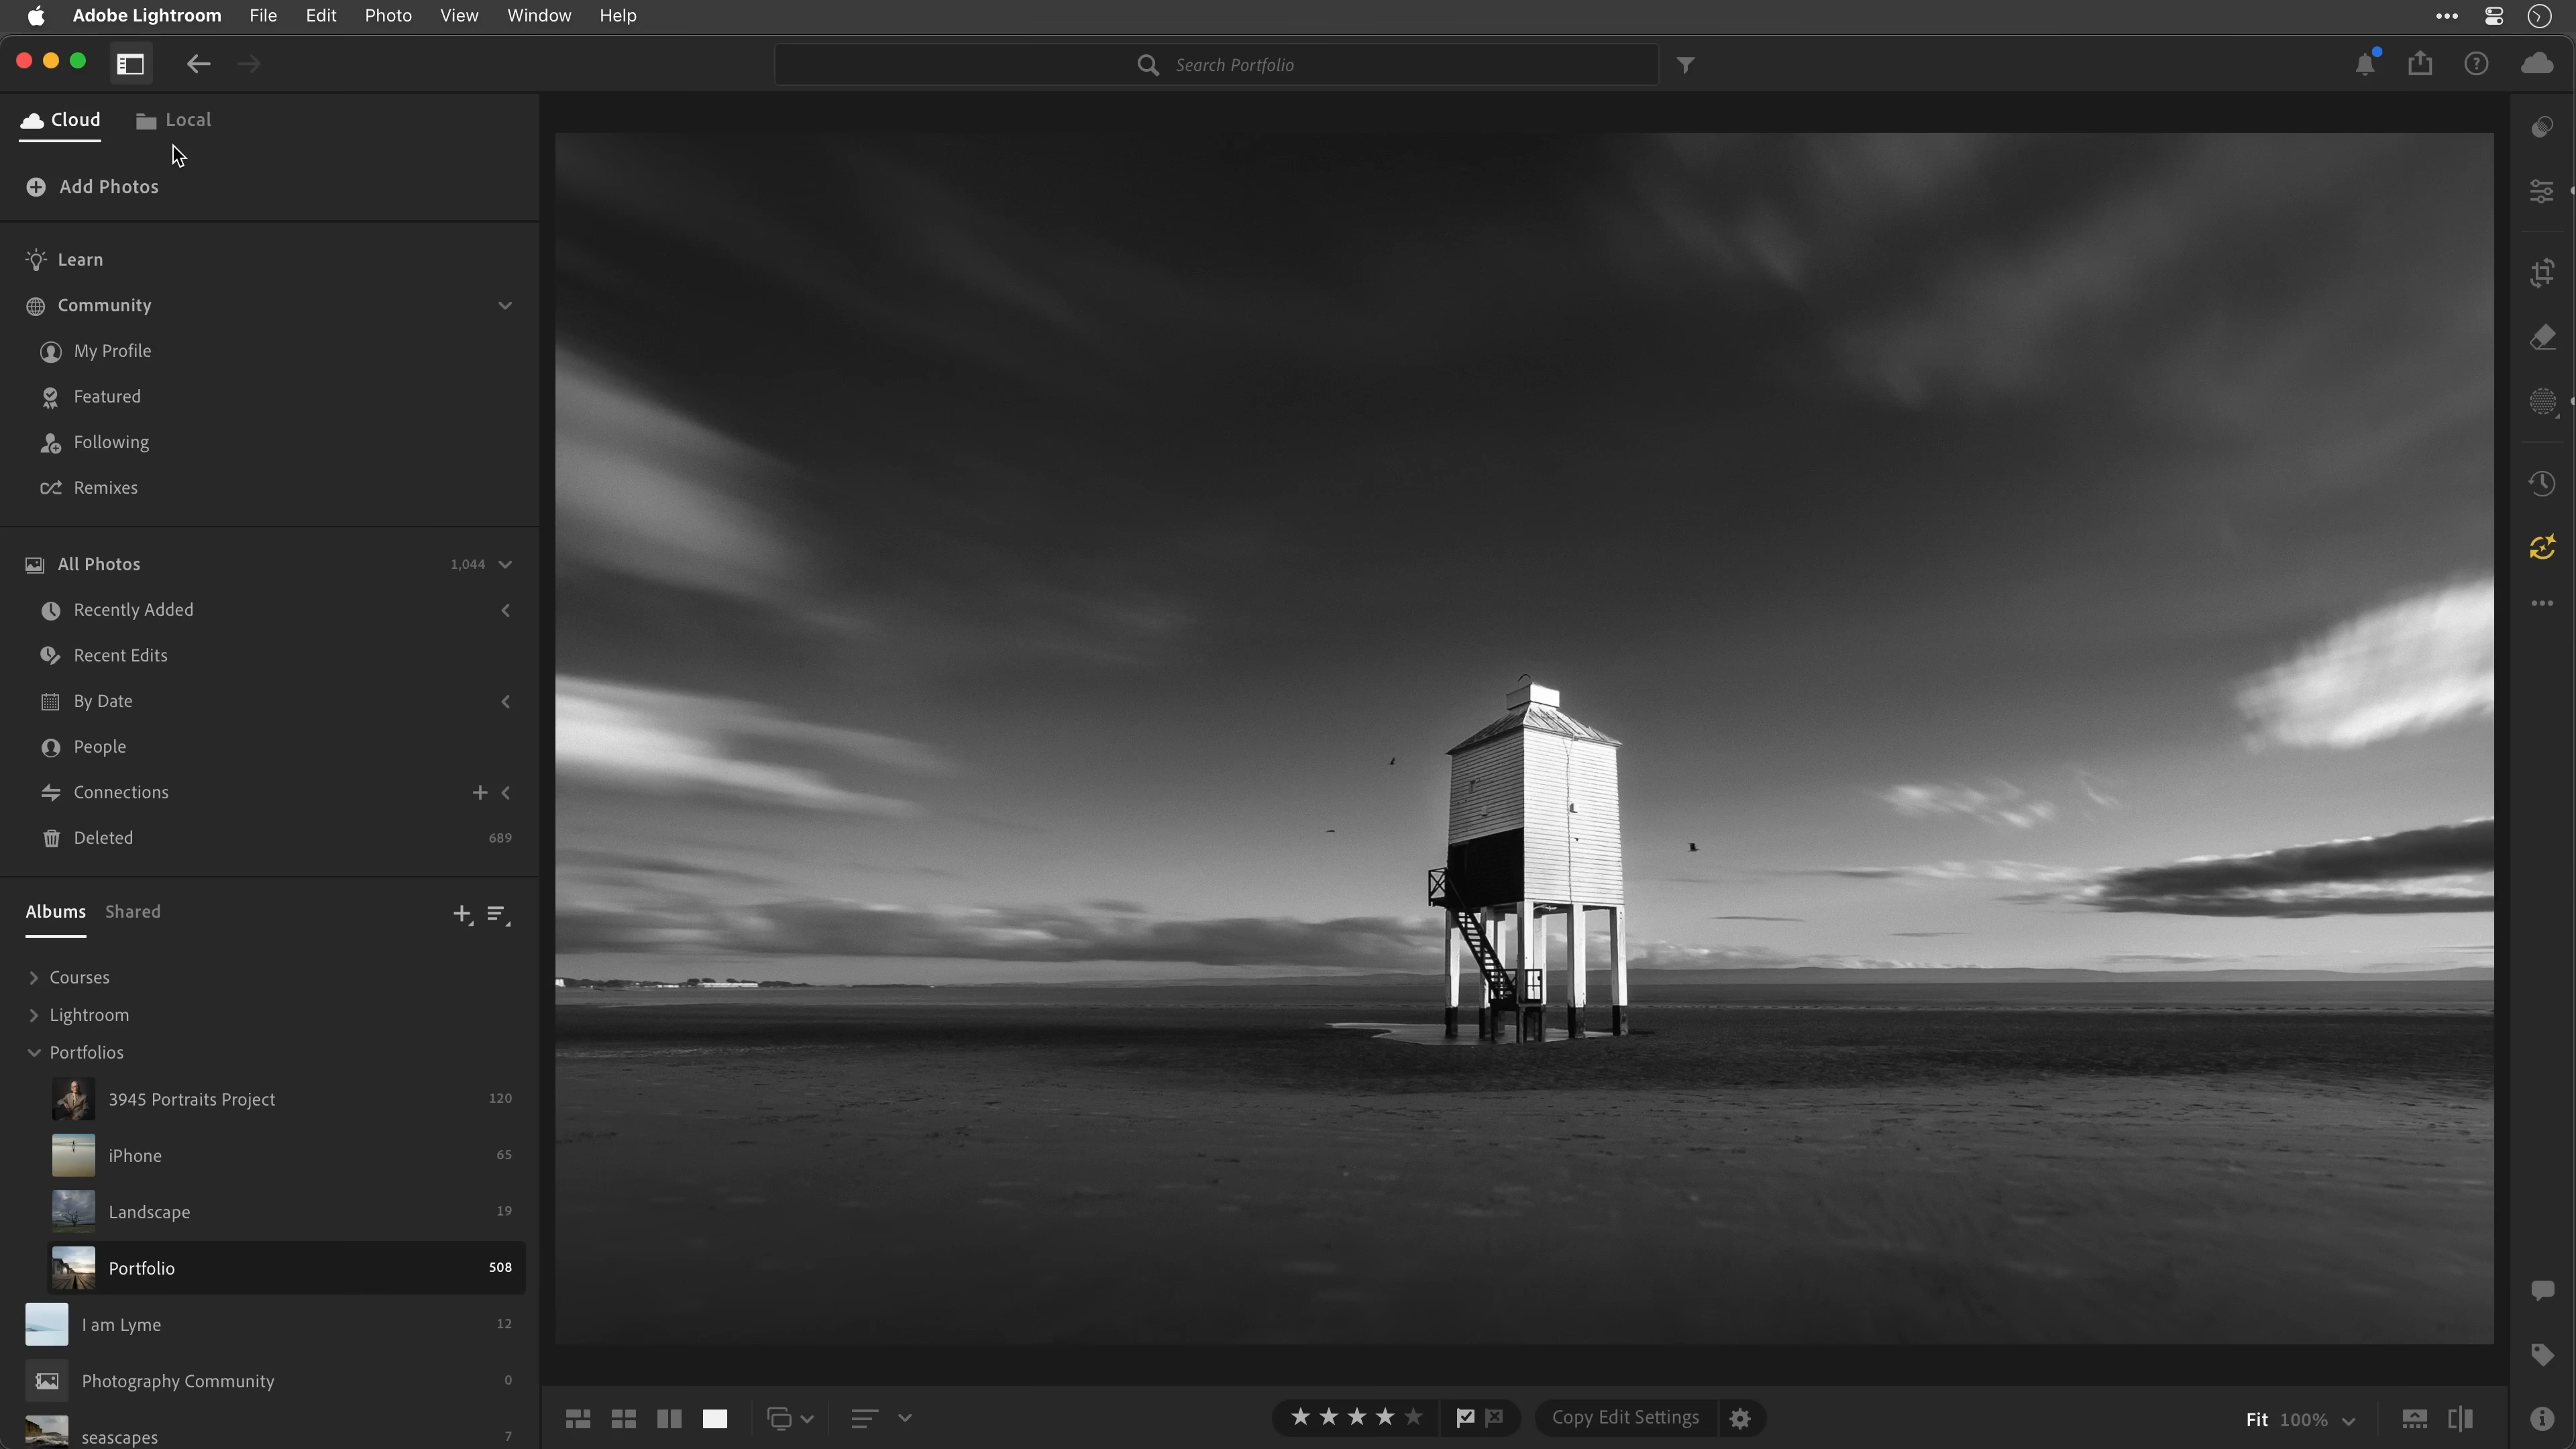 Adobe Lightroom File Edit Photo View Window Help
Search Portfolio
Cloud Local
Add Photos
Learn
Community
My Profile
Featured
Following
Remixes
All Photos 1,044
Recently Added
Recent Edits
By Date
People
Connections
Deleted 689
Albums Shared
Courses
Lightroom
Portfolios
3945 Portraits Project 120
iPhone 65
Landscape 19
Portfolio 508
I am Lyme 12
Photography Community 0
seascapes 7
Copy Edit Settings
Fit 100%